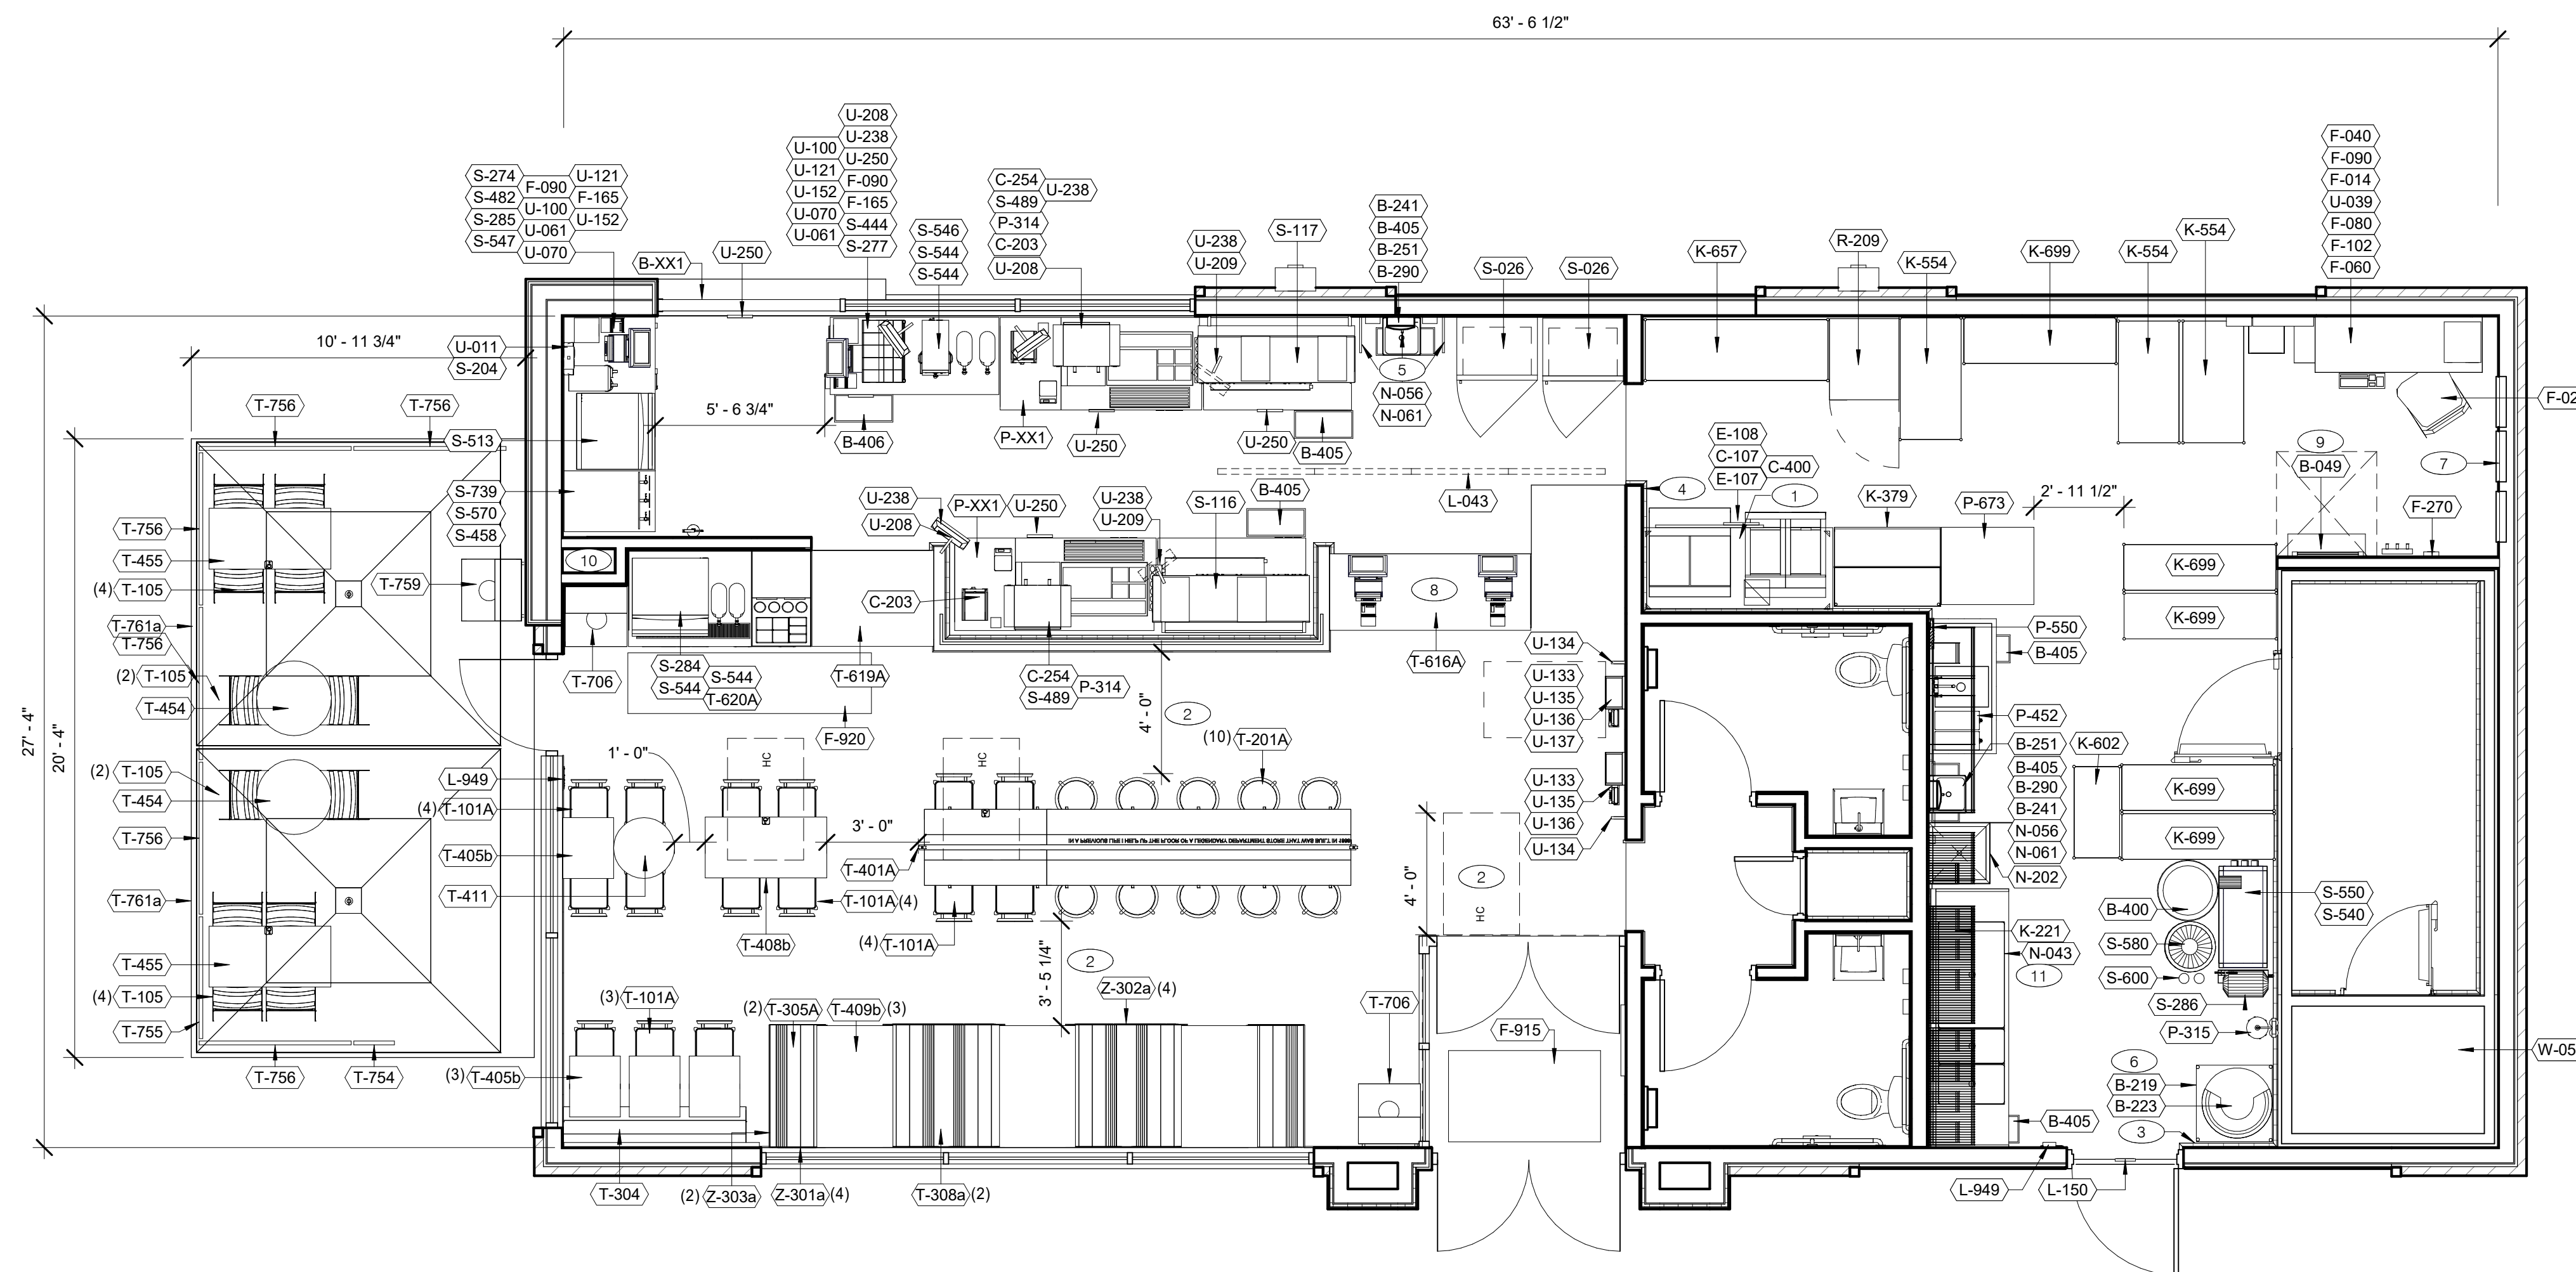 63' - 6 1/2"
U-208
U-238
U-100
U-250
U-121
F-090
U-152
F-165
U-070
S-444
U-061
S-277
S-274
F-090
U-121
S-482
U-100
F-165
S-285
U-061
U-152
S-547
U-070
B-XX1
U-250
S-546
S-544
S-544
C-254
U-238
S-489
P-314
C-203
U-208
U-238
U-209
S-117
B-241
B-405
B-251
B-290
S-026
S-026
K-657
R-209
K-554
K-699
K-554
K-554
F-040
F-090
F-014
U-039
F-080
F-102
F-060
10' - 11 3/4"
U-011
S-204
5' - 6 3/4"
T-756
T-756
S-513
B-406
P-XX1
U-250
U-250
B-405
5
N-056
N-061
F-02
E-108
C-107
C-400
E-107
9
B-049
7
S-739
S-570
S-458
U-238
U-208
P-XX1
U-250
U-238
U-209
S-116
B-405
L-043
4
1
K-379
P-673
2' - 11 1/2"
F-270
T-756
T-455
(4) T-105
T-759
10
C-203
8
K-699
K-699
T-761a
T-756
(2) T-105
T-454
T-706
S-284
S-544
S-544
T-620A
T-619A
C-254
S-489
P-314
T-616A
U-134
U-133
U-135
U-136
U-137
P-550
B-405
27' - 4"
20' - 4"
F-920
4' - 0"
2
(10) T-201A
P-452
B-251
K-602
1' - 0"
HC
HC
(2) T-105
T-454
L-949
(4) T-101A
U-133
U-135
U-136
U-134
B-405
B-290
B-241
N-056
N-061
N-202
K-699
K-699
T-756
T-405b
3' - 0"
IN A PREVIOUS LIFE I HELD UP THE FLOOR OF A
T-401A
T-761a
T-411
T-101A (4)
T-408b
(4) T-101A
4' - 0"
2
HC
B-400
S-550
S-540
K-221
N-043
11
S-580
S-600
S-286
T-455
(4) T-105
T-755
3' - 5 1/4"
2
(3) T-101A
(2) T-305A
T-409b (3)
Z-302a (4)
T-706
F-915
P-315
W-05
T-756
T-754
(3) T-405b
6
B-219
B-223
B-405
3
T-304
(2) Z-303a
Z-301a (4)
T-308a (2)
L-949
L-150